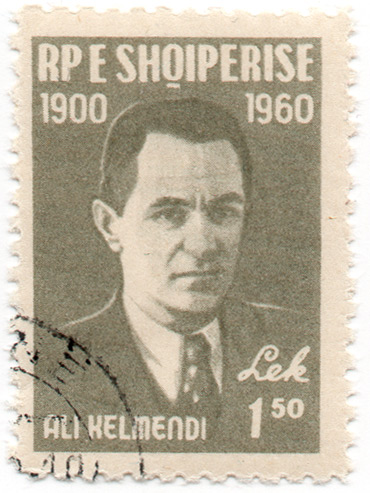 RP E SHQIPERISE
1900 1960
Lek
1 50
ALI KELMENDI